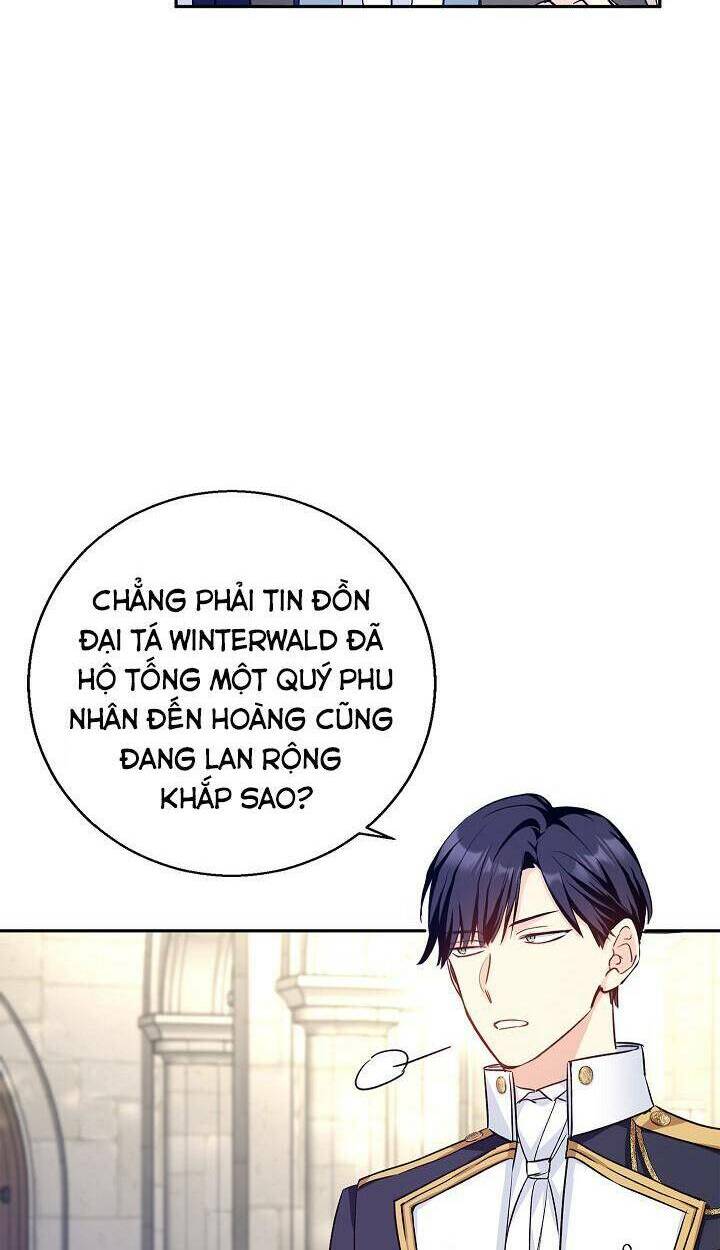 CHẲNG PHẢI TIN ĐỒN
ĐẠI TÁ WINTERWALD ĐÃ
HỘ TỐNG MỘT QUÝ PHU
NHÂN ĐẾN HOÀNG CŨNG
ĐANG LAN RỘNG
KHẮP SAO?